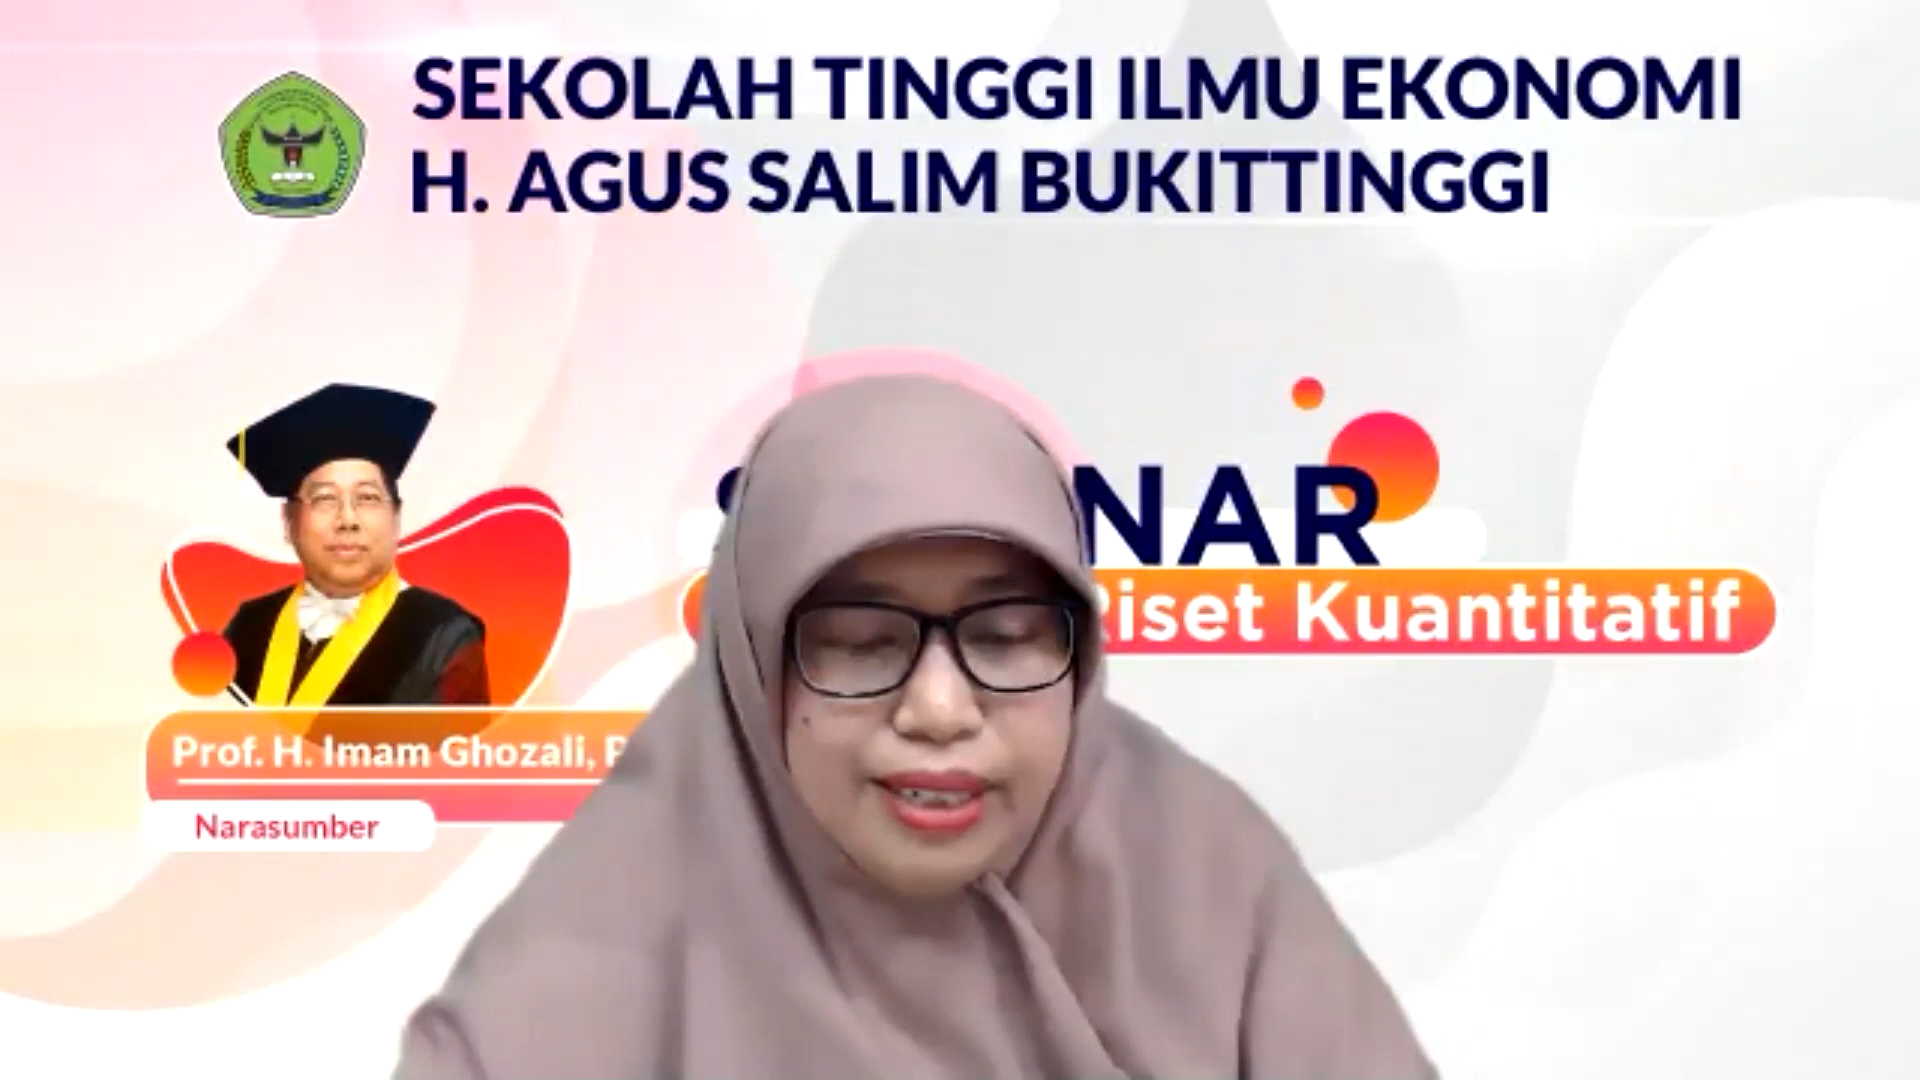 SEKOLAH TINGGI ILMU EKONOMI
H. AGUS SALIM BUKITTINGGI
NAR
Riset Kuantitatif
Prof. H. Imam Ghozali,
Narasumber